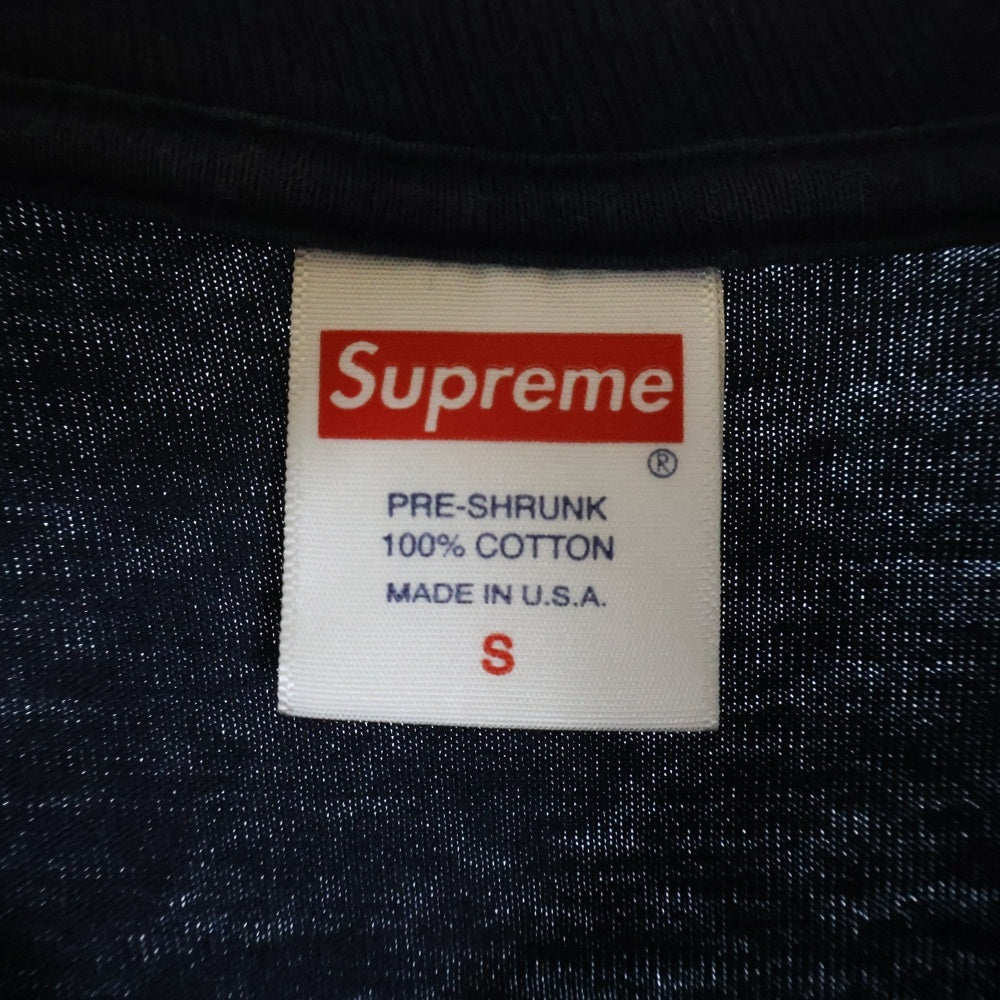 Supreme
®
PRE-SHRUNK
100% COTTON
MADE IN U.S.A.
S